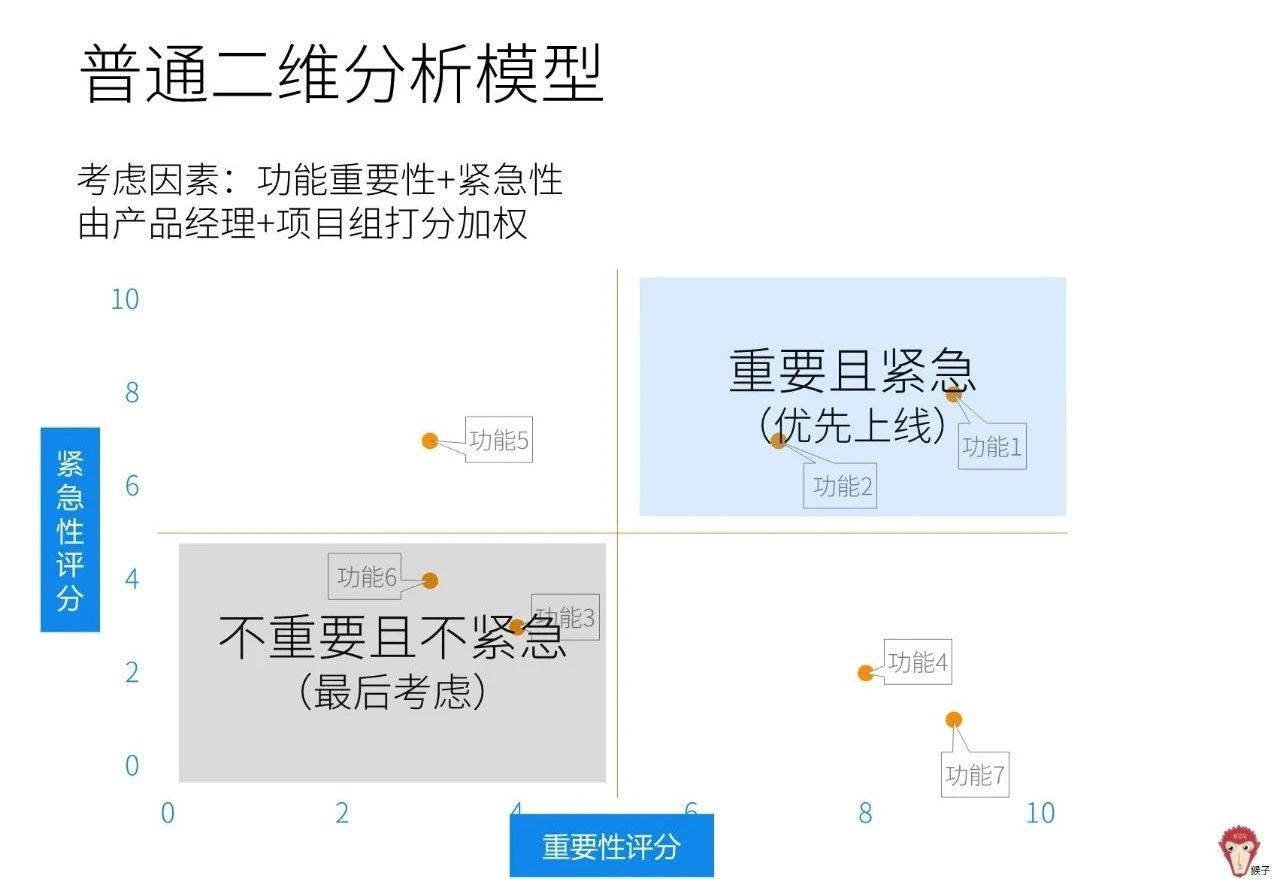 普通二维分析模型
考虑因素：功能重要性+紧急性
由产品经理+项目组打分加权
10
8
6
4
2
0
紧急性评分
重要且紧急
（优先上线）
功能1
功能2
功能5
功能6
功能3
不重要且不紧急
（最后考虑）
功能4
功能7
0
2
4
6
8
10
重要性评分
HOU
猴子